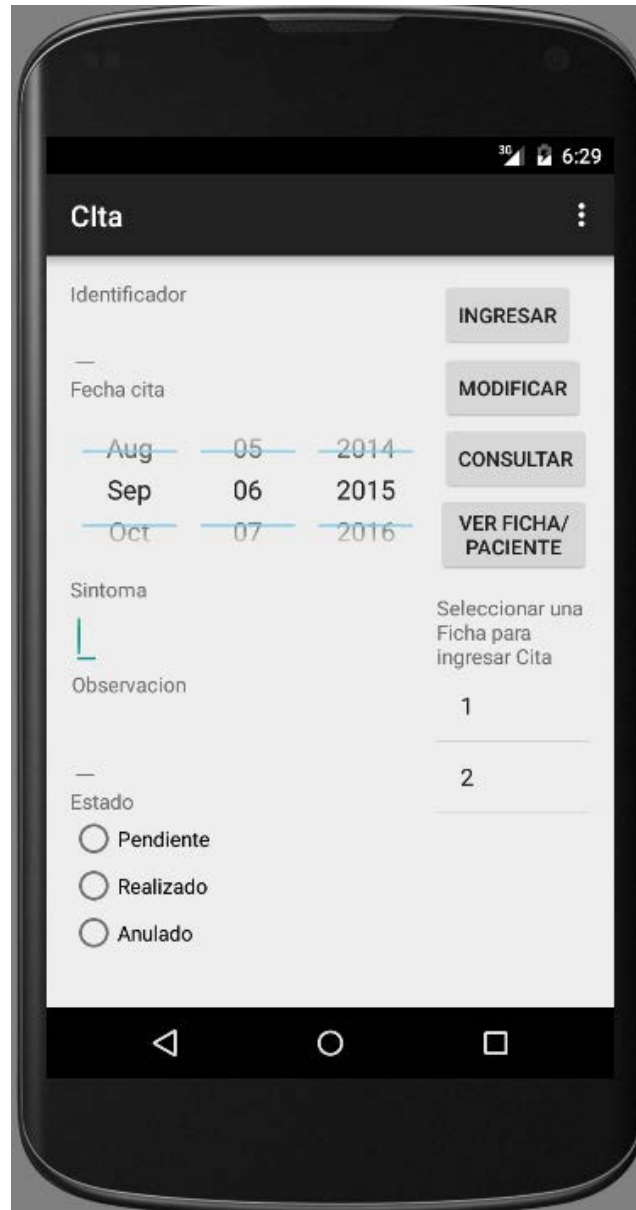 3G 6:29
CIta
Identificador
Fecha cita
Aug 05 2014
Sep 06 2015
Oct 07 2016
Sintoma
Observacion
Estado
Pendiente
Realizado
Anulado
INGRESAR
MODIFICAR
CONSULTAR
VER FICHA/
PACIENTE
Seleccionar una
Ficha para
ingresar Cita
1
2